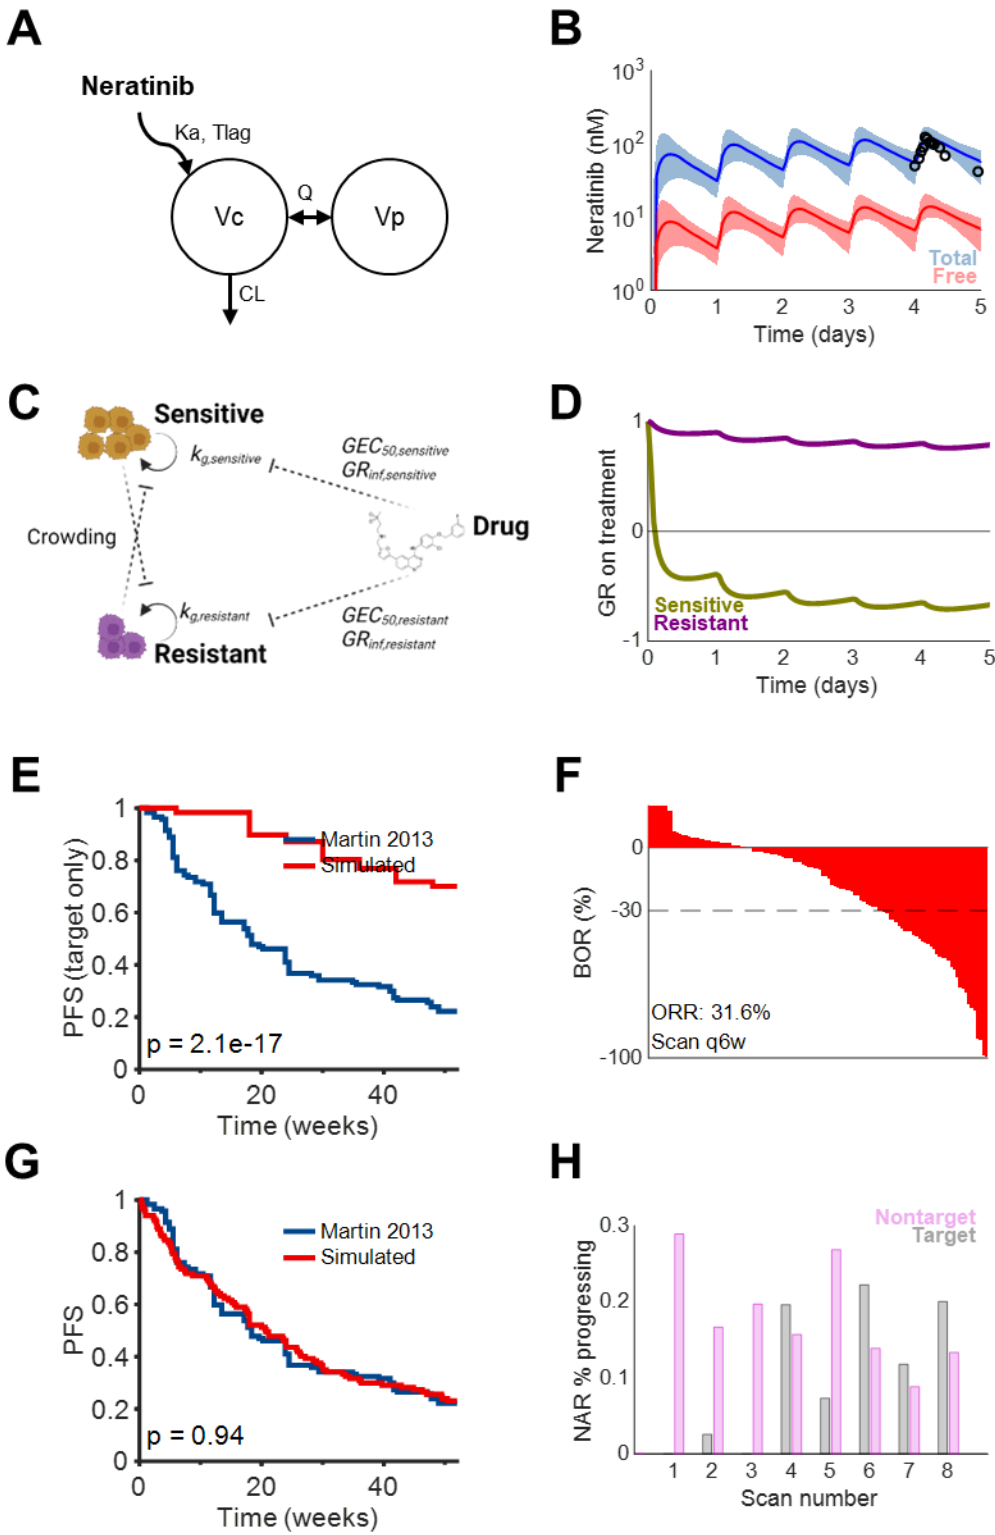 A
Neratinib
Ka, Tlag
Vc
Q
Vp
CL
B
Neratinib (nM)
10^3
10^2
10^1
10^0
Total
Free
0 1 2 3 4 5
Time (days)
C
Sensitive
k_g,sensitive
GEC_50,sensitive
GR_inf,sensitive
Crowding
Drug
k_g,resistant
GEC_50,resistant
GR_inf,resistant
Resistant
D
GR on treatment
1
0
-1
Sensitive
Resistant
0 1 2 3 4 5
Time (days)
E
PFS (target only)
1
0.8
0.6
0.4
0.2
0
Martin 2013
Simulated
p = 2.1e-17
0 20 40
Time (weeks)
F
BOR (%)
0
-30
-100
ORR: 31.6%
Scan q6w
G
PFS
1
0.8
0.6
0.4
0.2
0
Martin 2013
Simulated
p = 0.94
0 20 40
Time (weeks)
H
NAR % progressing
0.3
0.2
0.1
0
Nontarget
Target
1 2 3 4 5 6 7 8
Scan number